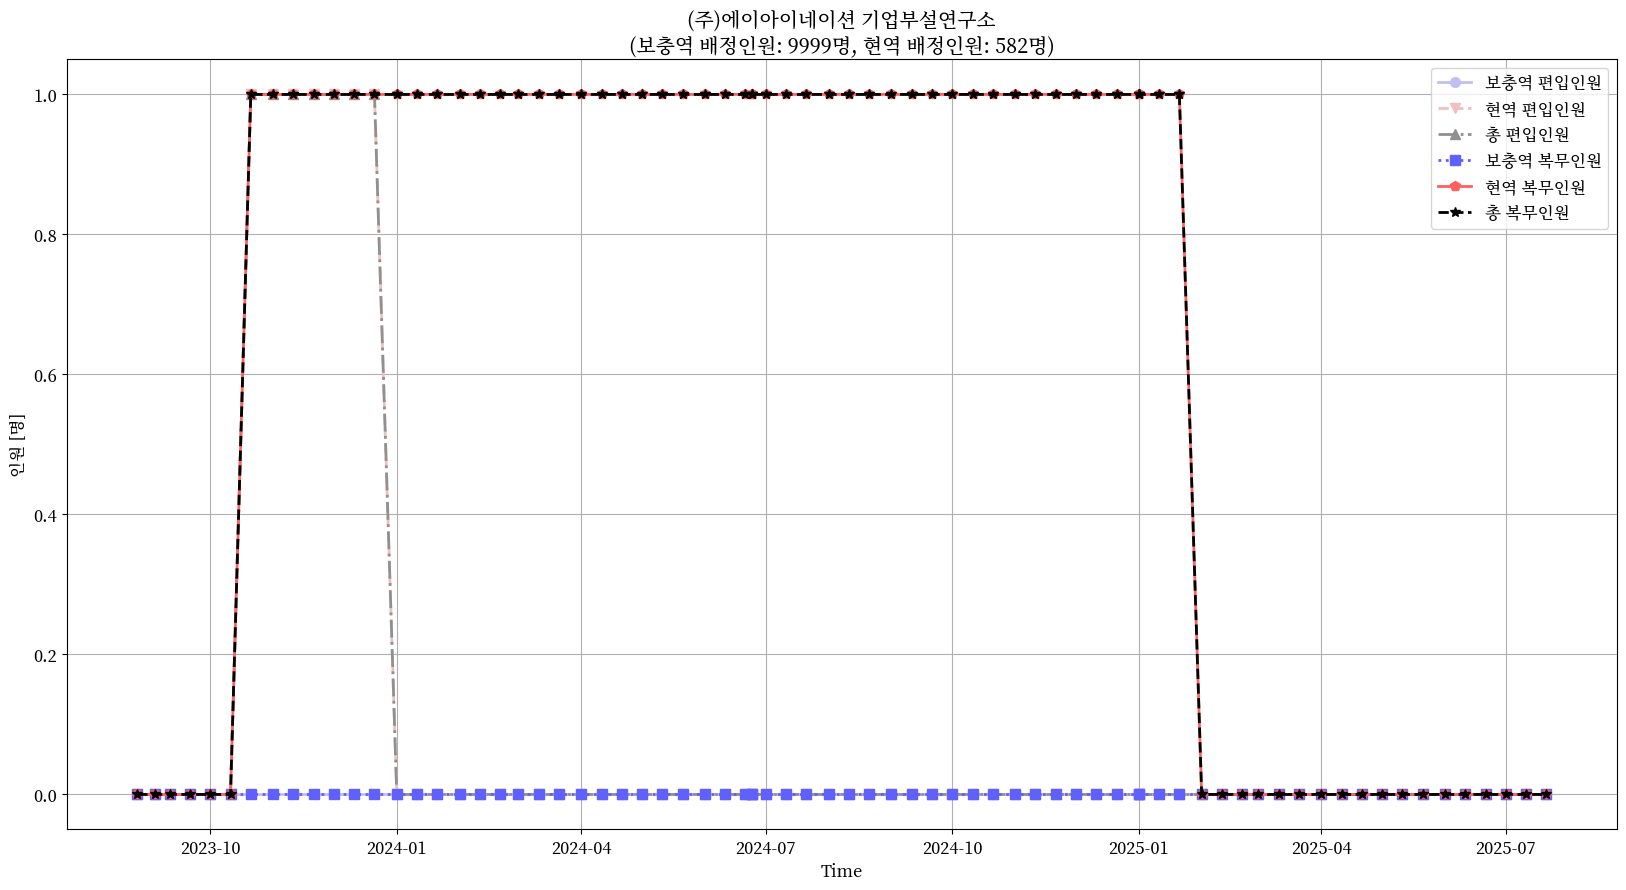 (주)에이아이네이션 기업부설연구소
(보충역 배정인원: 9999명, 현역 배정인원: 582명)
보충역 편입인원
현역 편입인원
총 편입인원
보충역 복무인원
현역 복무인원
총 복무인원
1.0
0.8
0.6
0.4
0.2
0.0
인원 [명]
2023-10
2024-01
2024-04
2024-07
2024-10
2025-01
2025-04
2025-07
Time